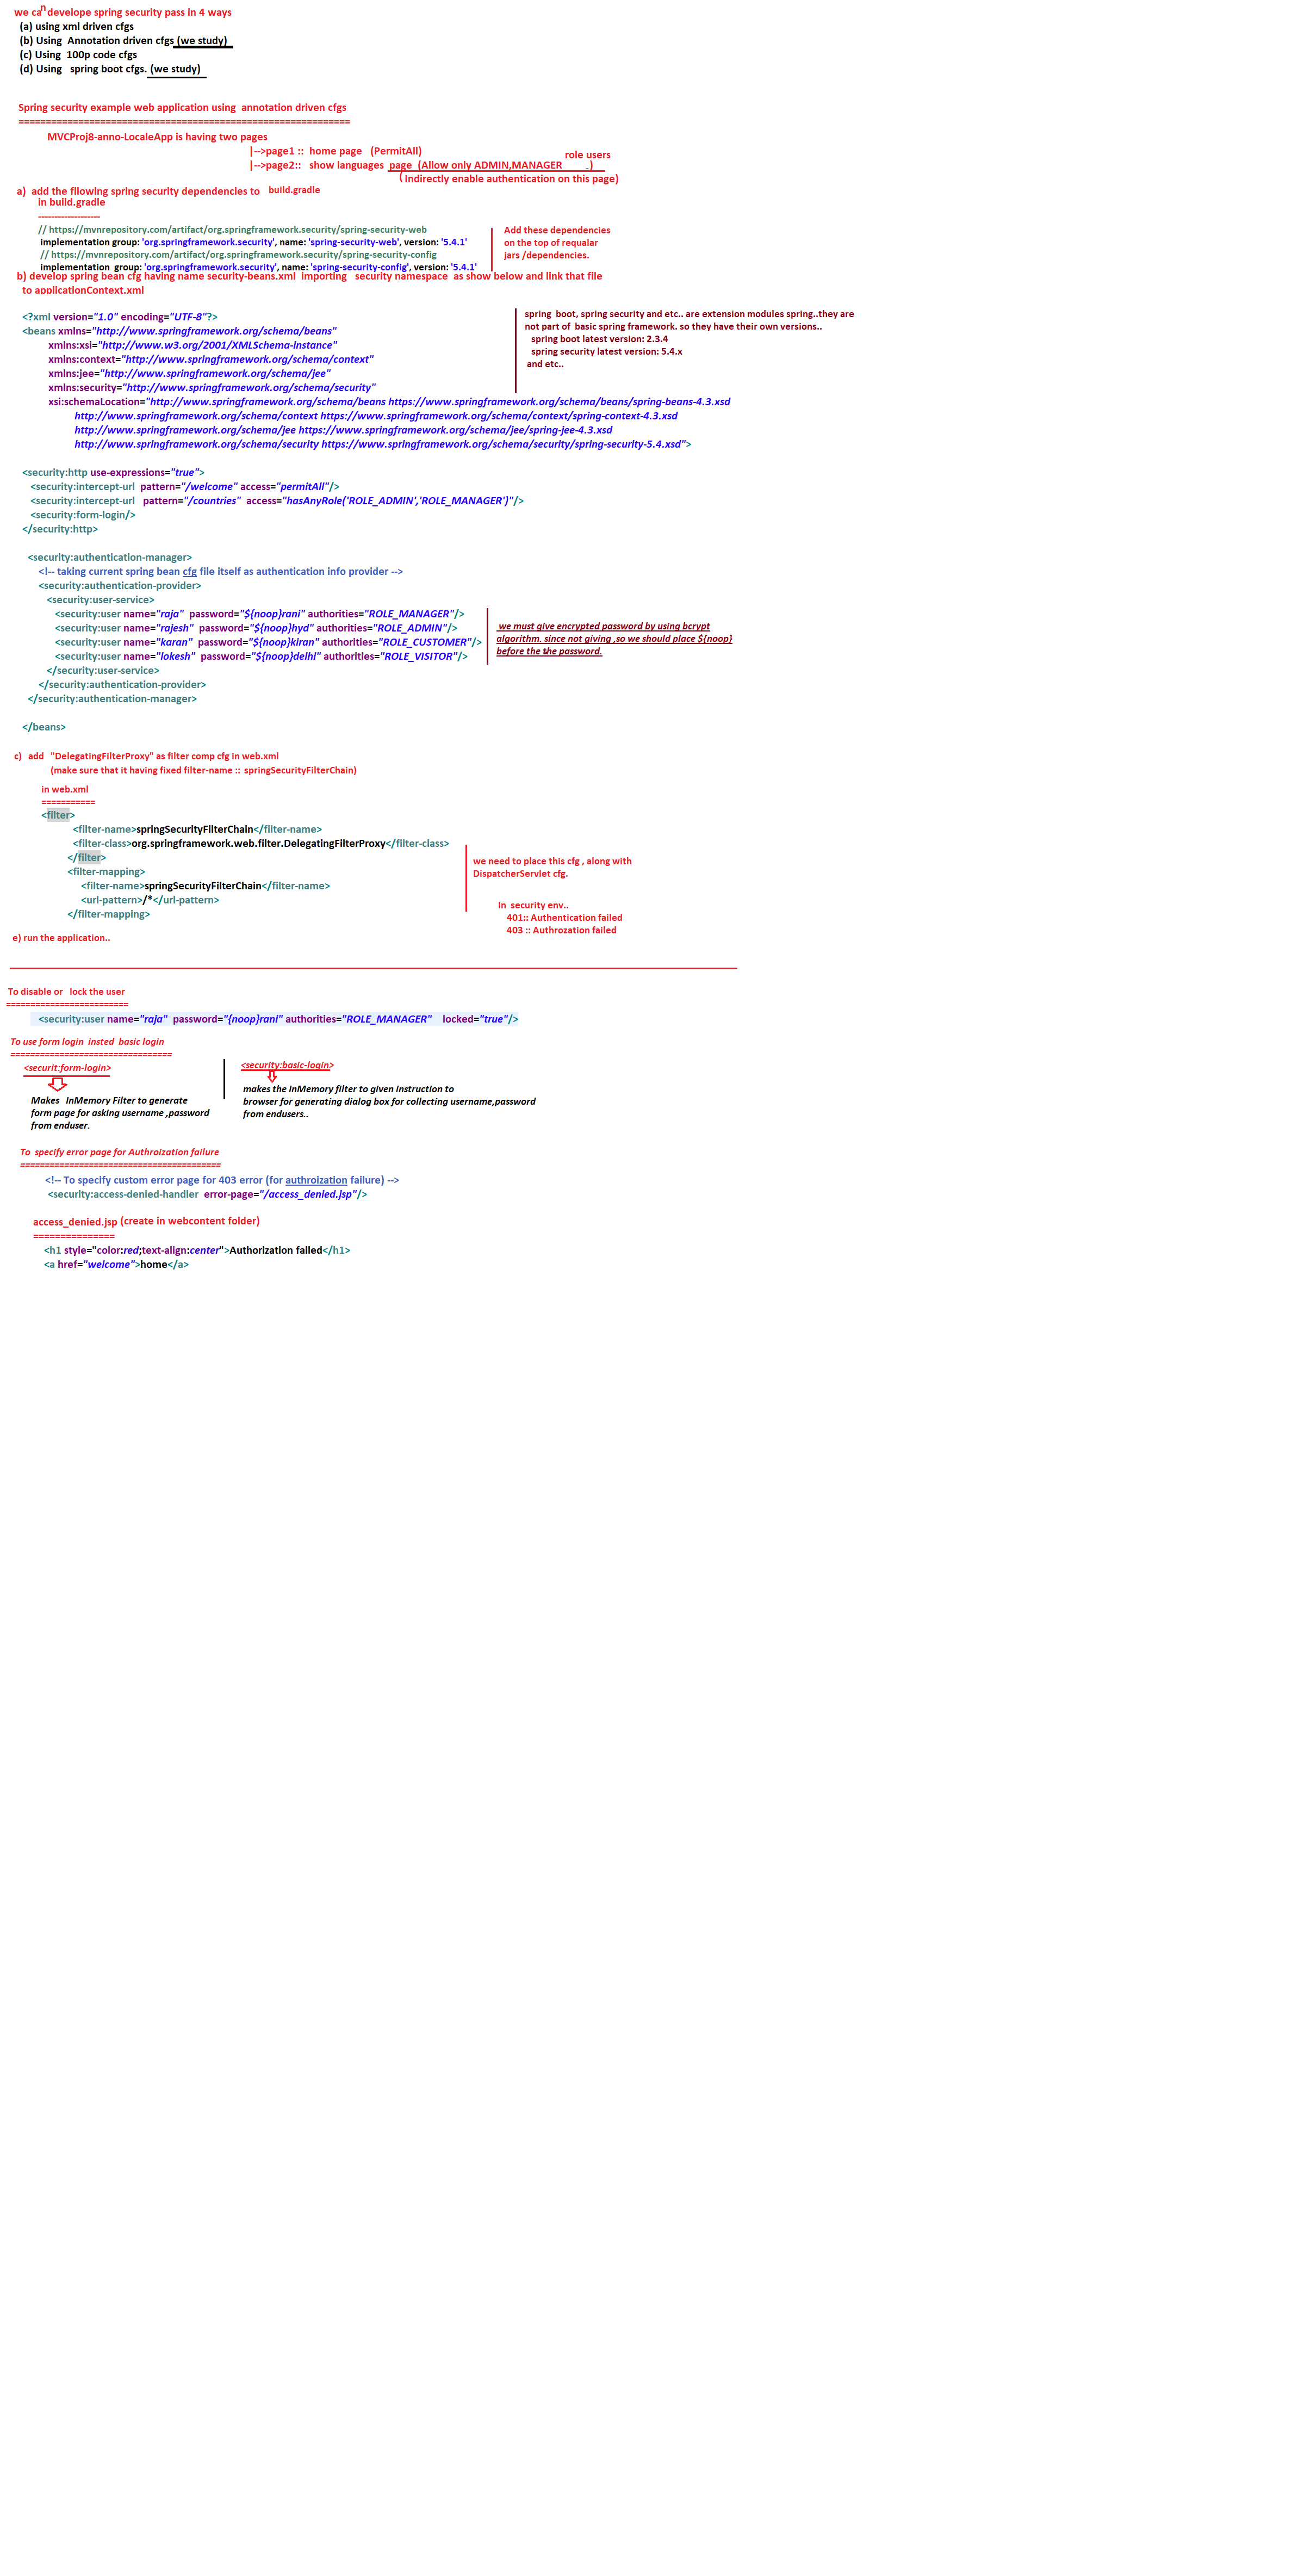 we can develope spring security pass in 4 ways
(a) using xml driven cfgs
(b) Using  Annotation driven cfgs (we study)
(c) Using  100p code cfgs
(d) Using   spring boot cfgs. (we study)
Spring security example web application using  annotation driven cfgs
=============================================================
MVCProj8-anno-LocaleApp is having two pages
|-->page1 ::  home page   (PermitAll)
|-->page2::   show languages  page  (Allow only ADMIN,MANAGER role users )
( Indirectly enable authentication on this page)
a)  add the fllowing spring security dependencies to   build.gradle
in build.gradle
-------------------
// https://mvnrepository.com/artifact/org.springframework.security/spring-security-web
implementation group: 'org.springframework.security', name: 'spring-security-web', version: '5.4.1'
// https://mvnrepository.com/artifact/org.springframework.security/spring-security-config
implementation  group: 'org.springframework.security', name: 'spring-security-config', version: '5.4.1'
Add these dependencies
on the top of reqular
jars /dependencies.
b) develop spring bean cfg having name security-beans.xml  importing   security namespace  as show below and link that file
to applicationContext.xml
<?xml version="1.0" encoding="UTF-8"?>
<beans xmlns="http://www.springframework.org/schema/beans"
xmlns:xsi="http://www.w3.org/2001/XMLSchema-instance"
xmlns:context="http://www.springframework.org/schema/context"
xmlns:jee="http://www.springframework.org/schema/jee"
xmlns:security="http://www.springframework.org/schema/security"
xsi:schemaLocation="http://www.springframework.org/schema/beans https://www.springframework.org/schema/beans/spring-beans-4.3.xsd
http://www.springframework.org/schema/context https://www.springframework.org/schema/context/spring-context-4.3.xsd
http://www.springframework.org/schema/jee https://www.springframework.org/schema/jee/spring-jee-4.3.xsd
http://www.springframework.org/schema/security https://www.springframework.org/schema/security/spring-security-5.4.xsd">
spring  boot, spring security and etc.. are extension modules spring..they are
not part of  basic spring framework. so they have their own versions..
spring boot latest version: 2.3.4
spring security latest version: 5.4.x
and etc..
<security:http use-expressions="true">
<security:intercept-url  pattern="/welcome" access="permitAll"/>
<security:intercept-url   pattern="/countries"  access="hasAnyRole('ROLE_ADMIN','ROLE_MANAGER')"/>
<security:form-login/>
</security:http>
<security:authentication-manager>
<!-- taking current spring bean cfg file itself as authentication info provider -->
<security:authentication-provider>
<security:user-service>
<security:user name="raja"  password="${noop}rani" authorities="ROLE_MANAGER"/>
<security:user name="rajesh"  password="${noop}hyd" authorities="ROLE_ADMIN"/>
<security:user name="karan"  password="${noop}kiran" authorities="ROLE_CUSTOMER"/>
<security:user name="lokesh"  password="${noop}delhi" authorities="ROLE_VISITOR"/>
</security:user-service>
</security:authentication-provider>
</security:authentication-manager>
we must give encrypted password by using bcrypt
algorithm. since not giving ,so we should place ${noop}
before the the password.
</beans>
c)   add   "DelegatingFilterProxy" as filter comp cfg in web.xml
(make sure that it having fixed filter-name ::  springSecurityFilterChain)
in web.xml
===========
<filter>
<filter-name>springSecurityFilterChain</filter-name>
<filter-class>org.springframework.web.filter.DelegatingFilterProxy</filter-class>
</filter>
<filter-mapping>
<filter-name>springSecurityFilterChain</filter-name>
<url-pattern>/*</url-pattern>
</filter-mapping>
we need to place this cfg , along with
DispatcherServlet cfg.
In  security env..
401:: Authentication failed
403 :: Authrozation failed
e) run the application..
To disable or   lock the user
=========================
<security:user name="raja"  password="{noop}rani" authorities="ROLE_MANAGER"    locked="true"/>
To use form login  insted  basic login
=================================
<securit:form-login>
Makes   InMemory Filter to generate
form page for asking username ,password
from enduser.
<security:basic-login>
makes the InMemory filter to given instruction to
browser for generating dialog box for collecting username,password
from endusers..
To  specify error page for Authroization failure
=========================================
<!-- To specify custom error page for 403 error (for authroization failure) -->
<security:access-denied-handler  error-page="/access_denied.jsp"/>
access_denied.jsp (create in webcontent folder)
===============
<h1 style="color:red;text-align:center">Authorization failed</h1>
<a href="welcome">home</a>